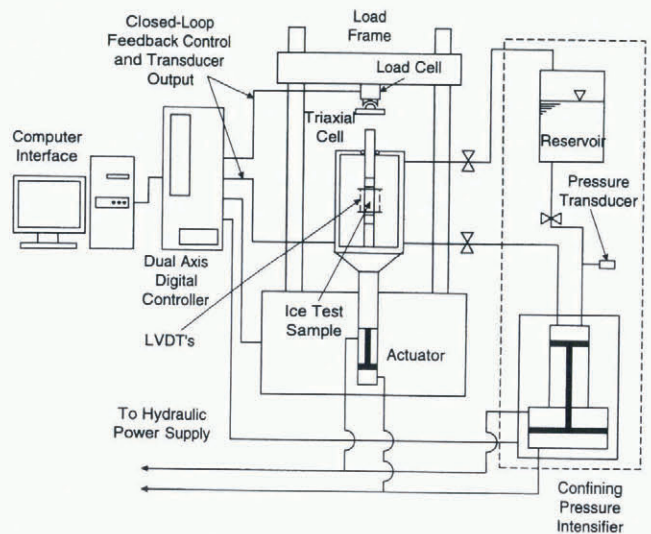 Closed-Loop
Feedback Control
and Transducer
Output
Load
Frame
Load Cell
Triaxial
Cell
Reservoir
Computer
Interface
Pressure
Transducer
Dual Axis
Digital
Controller
Ice Test
Sample
LVDT's
Actuator
To Hydraulic
Power Supply
Confining
Pressure
Intensifier